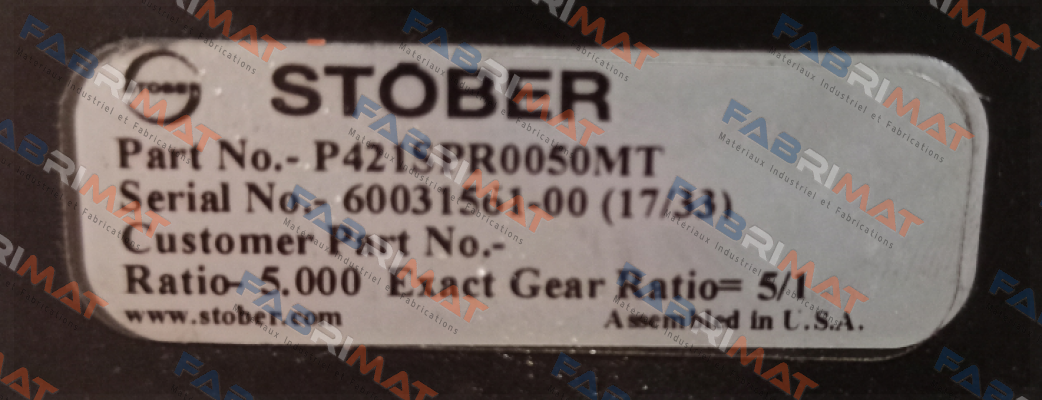 STOBER
STOBER
Part No.- P421SPR0050MT
Serial No.- 60031561-00 (17/33)
Customer Part No.-
Ratio- 5.000 Exact Gear Ratio= 5/1
www.stober.com
Assembled in U.S.A.
FABRIMAT
Materiaux Industriel et Fabrications